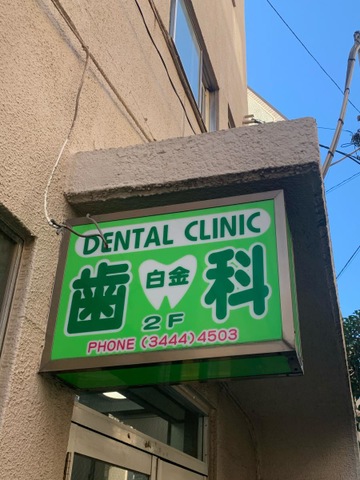 DENTAL CLINIC
歯 白金 科
2F
PHONE (3444) 4503